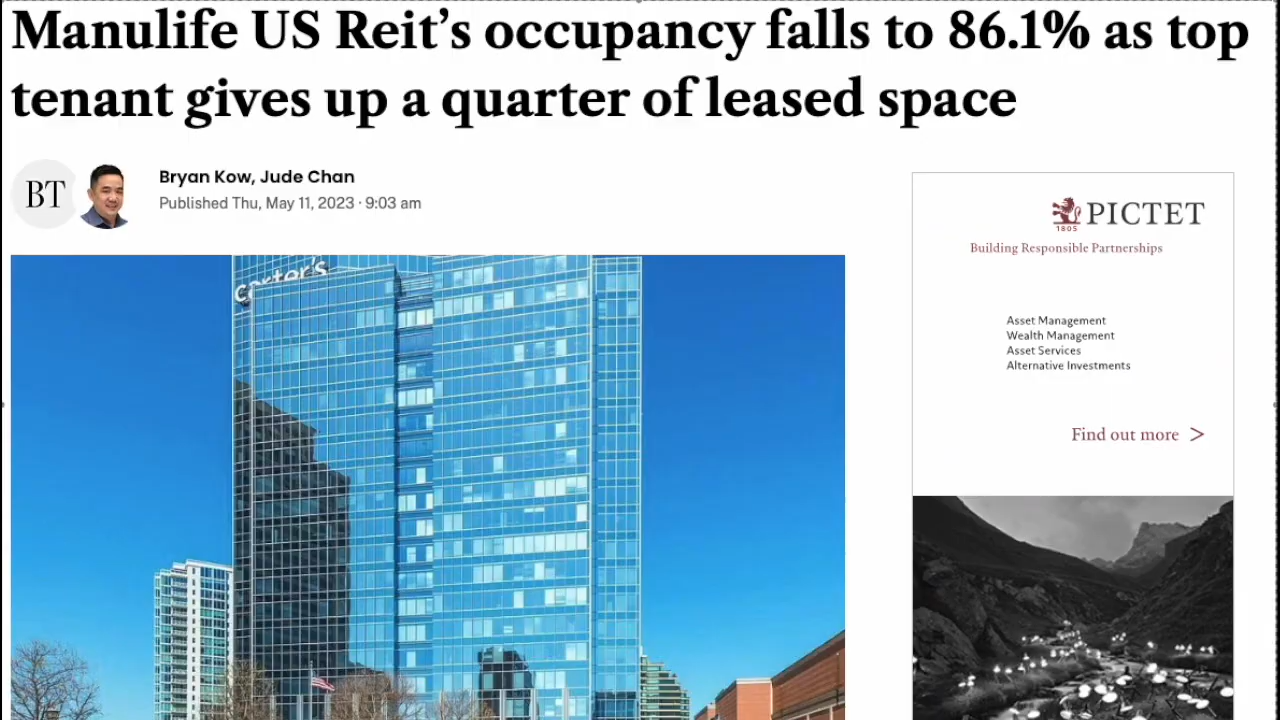 Manulife US Reit's occupancy falls to 86.1% as top
tenant gives up a quarter of leased space
BT
Bryan Kow, Jude Chan
Published Thu, May 11, 2023 · 9:03 am
carter's
PICTET
1805
Building Responsible Partnerships
Asset Management
Wealth Management
Asset Services
Alternative Investments
Find out more >